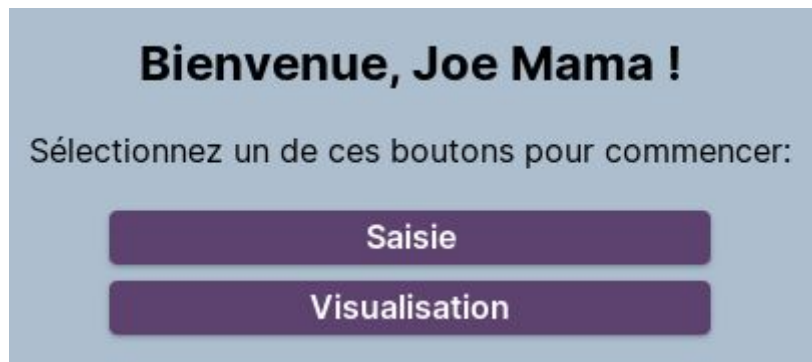 Bienvenue, Joe Mama !
Sélectionnez un de ces boutons pour commencer:
Saisie
Visualisation